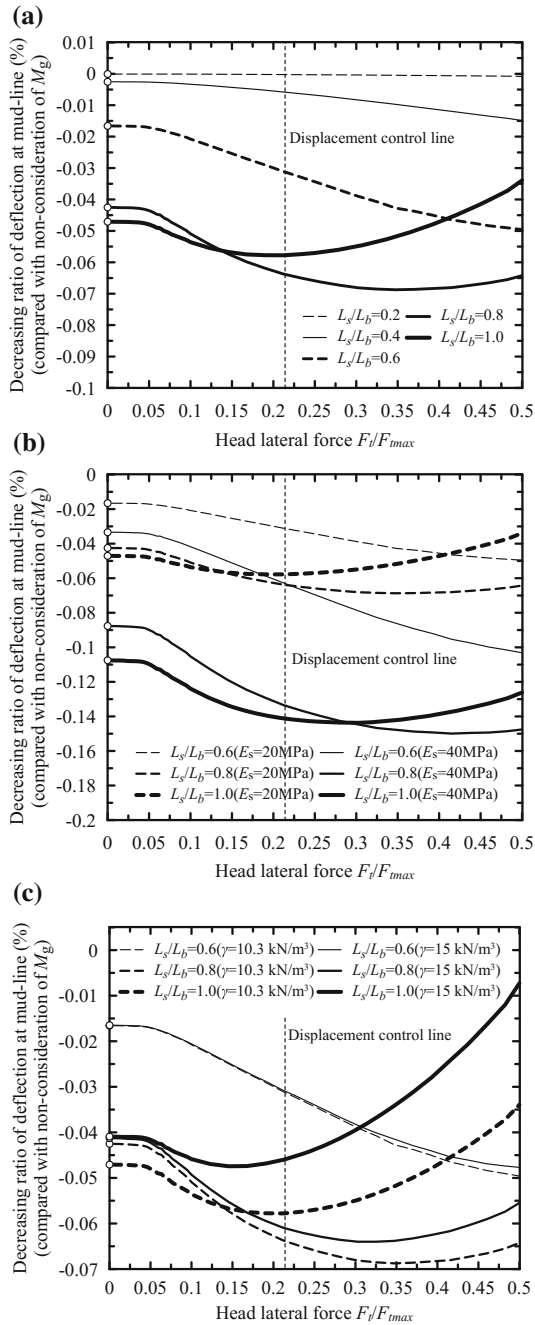 (a)
Decreasing ratio of deflection at mud-line (%)
(compared with non-consideration of Mg)
0.01
0
-0.01
-0.02
-0.03
-0.04
-0.05
-0.06
-0.07
-0.08
-0.09
-0.1
Displacement control line
Ls/Lb=0.2
Ls/Lb=0.4
Ls/Lb=0.6
Ls/Lb=0.8
Ls/Lb=1.0
0 0.05 0.1 0.15 0.2 0.25 0.3 0.35 0.4 0.45 0.5
Head lateral force Ft/Ftmax
(b)
Decreasing ratio of deflection at mud-line (%)
(compared with non-consideration of Mg)
0
-0.02
-0.04
-0.06
-0.08
-0.1
-0.12
-0.14
-0.16
-0.18
-0.2
Displacement control line
Ls/Lb=0.6(Es=20MPa)
Ls/Lb=0.8(Es=20MPa)
Ls/Lb=1.0(Es=20MPa)
Ls/Lb=0.6(Es=40MPa)
Ls/Lb=0.8(Es=40MPa)
Ls/Lb=1.0(Es=40MPa)
0 0.05 0.1 0.15 0.2 0.25 0.3 0.35 0.4 0.45 0.5
Head lateral force Ft/Ftmax
(c)
Decreasing ratio of deflection at mud-line (%)
(compared with non-consideration of Mg)
0
-0.01
-0.02
-0.03
-0.04
-0.05
-0.06
-0.07
Ls/Lb=0.6(γ=10.3 kN/m³)
Ls/Lb=0.8(γ=10.3 kN/m³)
Ls/Lb=1.0(γ=10.3 kN/m³)
Ls/Lb=0.6(γ=15 kN/m³)
Ls/Lb=0.8(γ=15 kN/m³)
Ls/Lb=1.0(γ=15 kN/m³)
Displacement control line
0 0.05 0.1 0.15 0.2 0.25 0.3 0.35 0.4 0.45 0.5
Head lateral force Ft/Ftmax